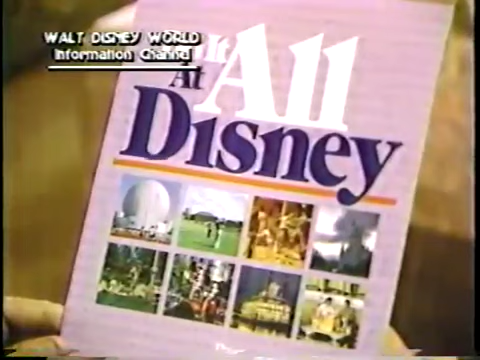 WALT DISNEY WORLD
Information Channel
It
At All
Disney